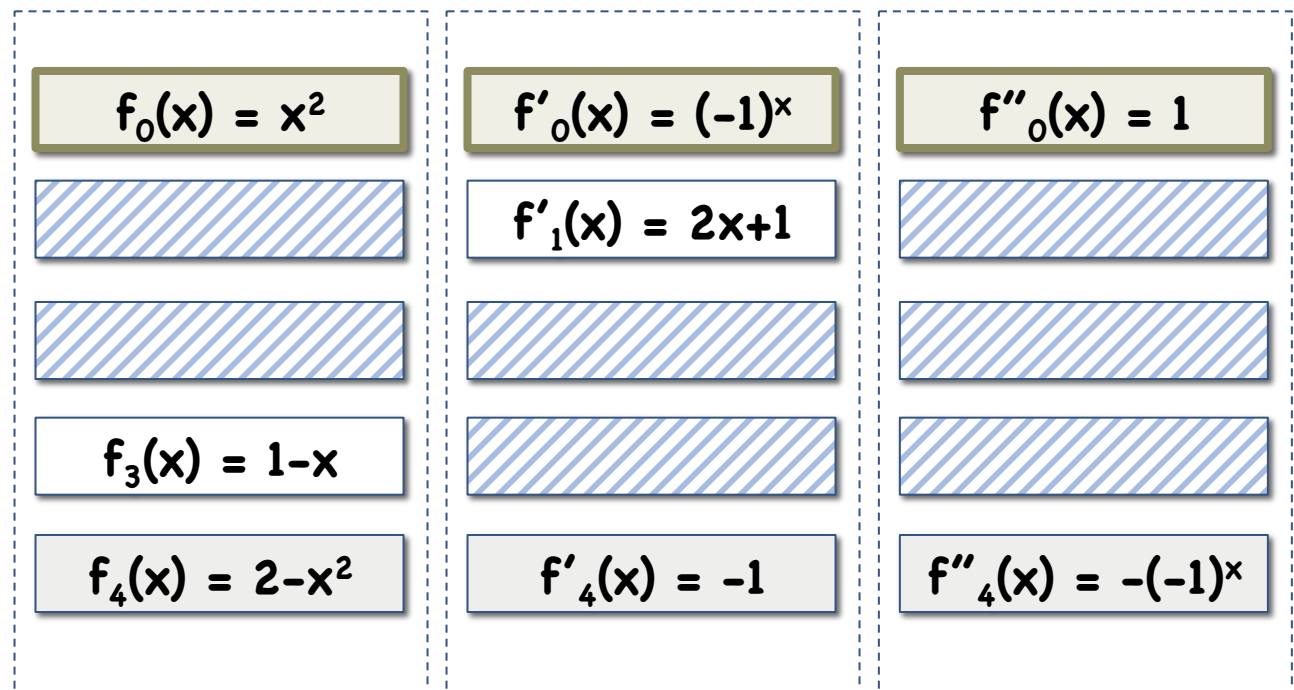 f₀(x) = x²
f′₀(x) = (-1)ˣ
f″₀(x) = 1
f′₁(x) = 2x+1
f₃(x) = 1-x
f₄(x) = 2-x²
f′₄(x) = -1
f″₄(x) = -(-1)ˣ